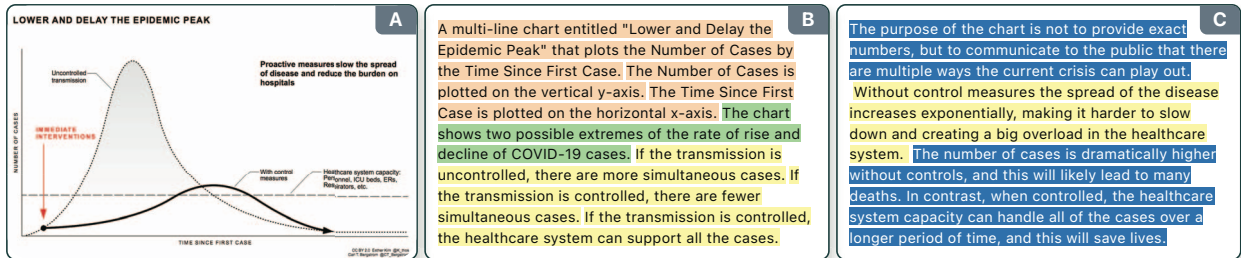 LOWER AND DELAY THE EPIDEMIC PEAK
A
Uncontrolled
transmission
Proactive measures slow the spread
of disease and reduce the burden on
hospitals
IMMEDIATE
INTERVENTIONS
NUMBER OF CASES
With control
measures
Healthcare system capacity:
ICU beds, ERs,
etc.
TIME SINCE FIRST CASE
B
A multi-line chart entitled "Lower and Delay the
Epidemic Peak" that plots the Number of Cases by
the Time Since First Case. The Number of Cases is
plotted on the vertical y-axis. The Time Since First
Case is plotted on the horizontal x-axis. The chart
shows two possible extremes of the rate of rise and
decline of COVID-19 cases. If the transmission is
uncontrolled, there are more simultaneous cases. If
the transmission is controlled, there are fewer
simultaneous cases. If the transmission is controlled,
the healthcare system can support all the cases.
C
The purpose of the chart is not to provide exact
numbers, but to communicate to the public that there
are multiple ways the current crisis can play out.
Without control measures the spread of the disease
increases exponentially, making it harder to slow
down and creating a big overload in the healthcare
system. The number of cases is dramatically higher
without controls, and this will likely lead to many
deaths. In contrast, when controlled, the healthcare
system capacity can handle all of the cases over a
longer period of time, and this will save lives.